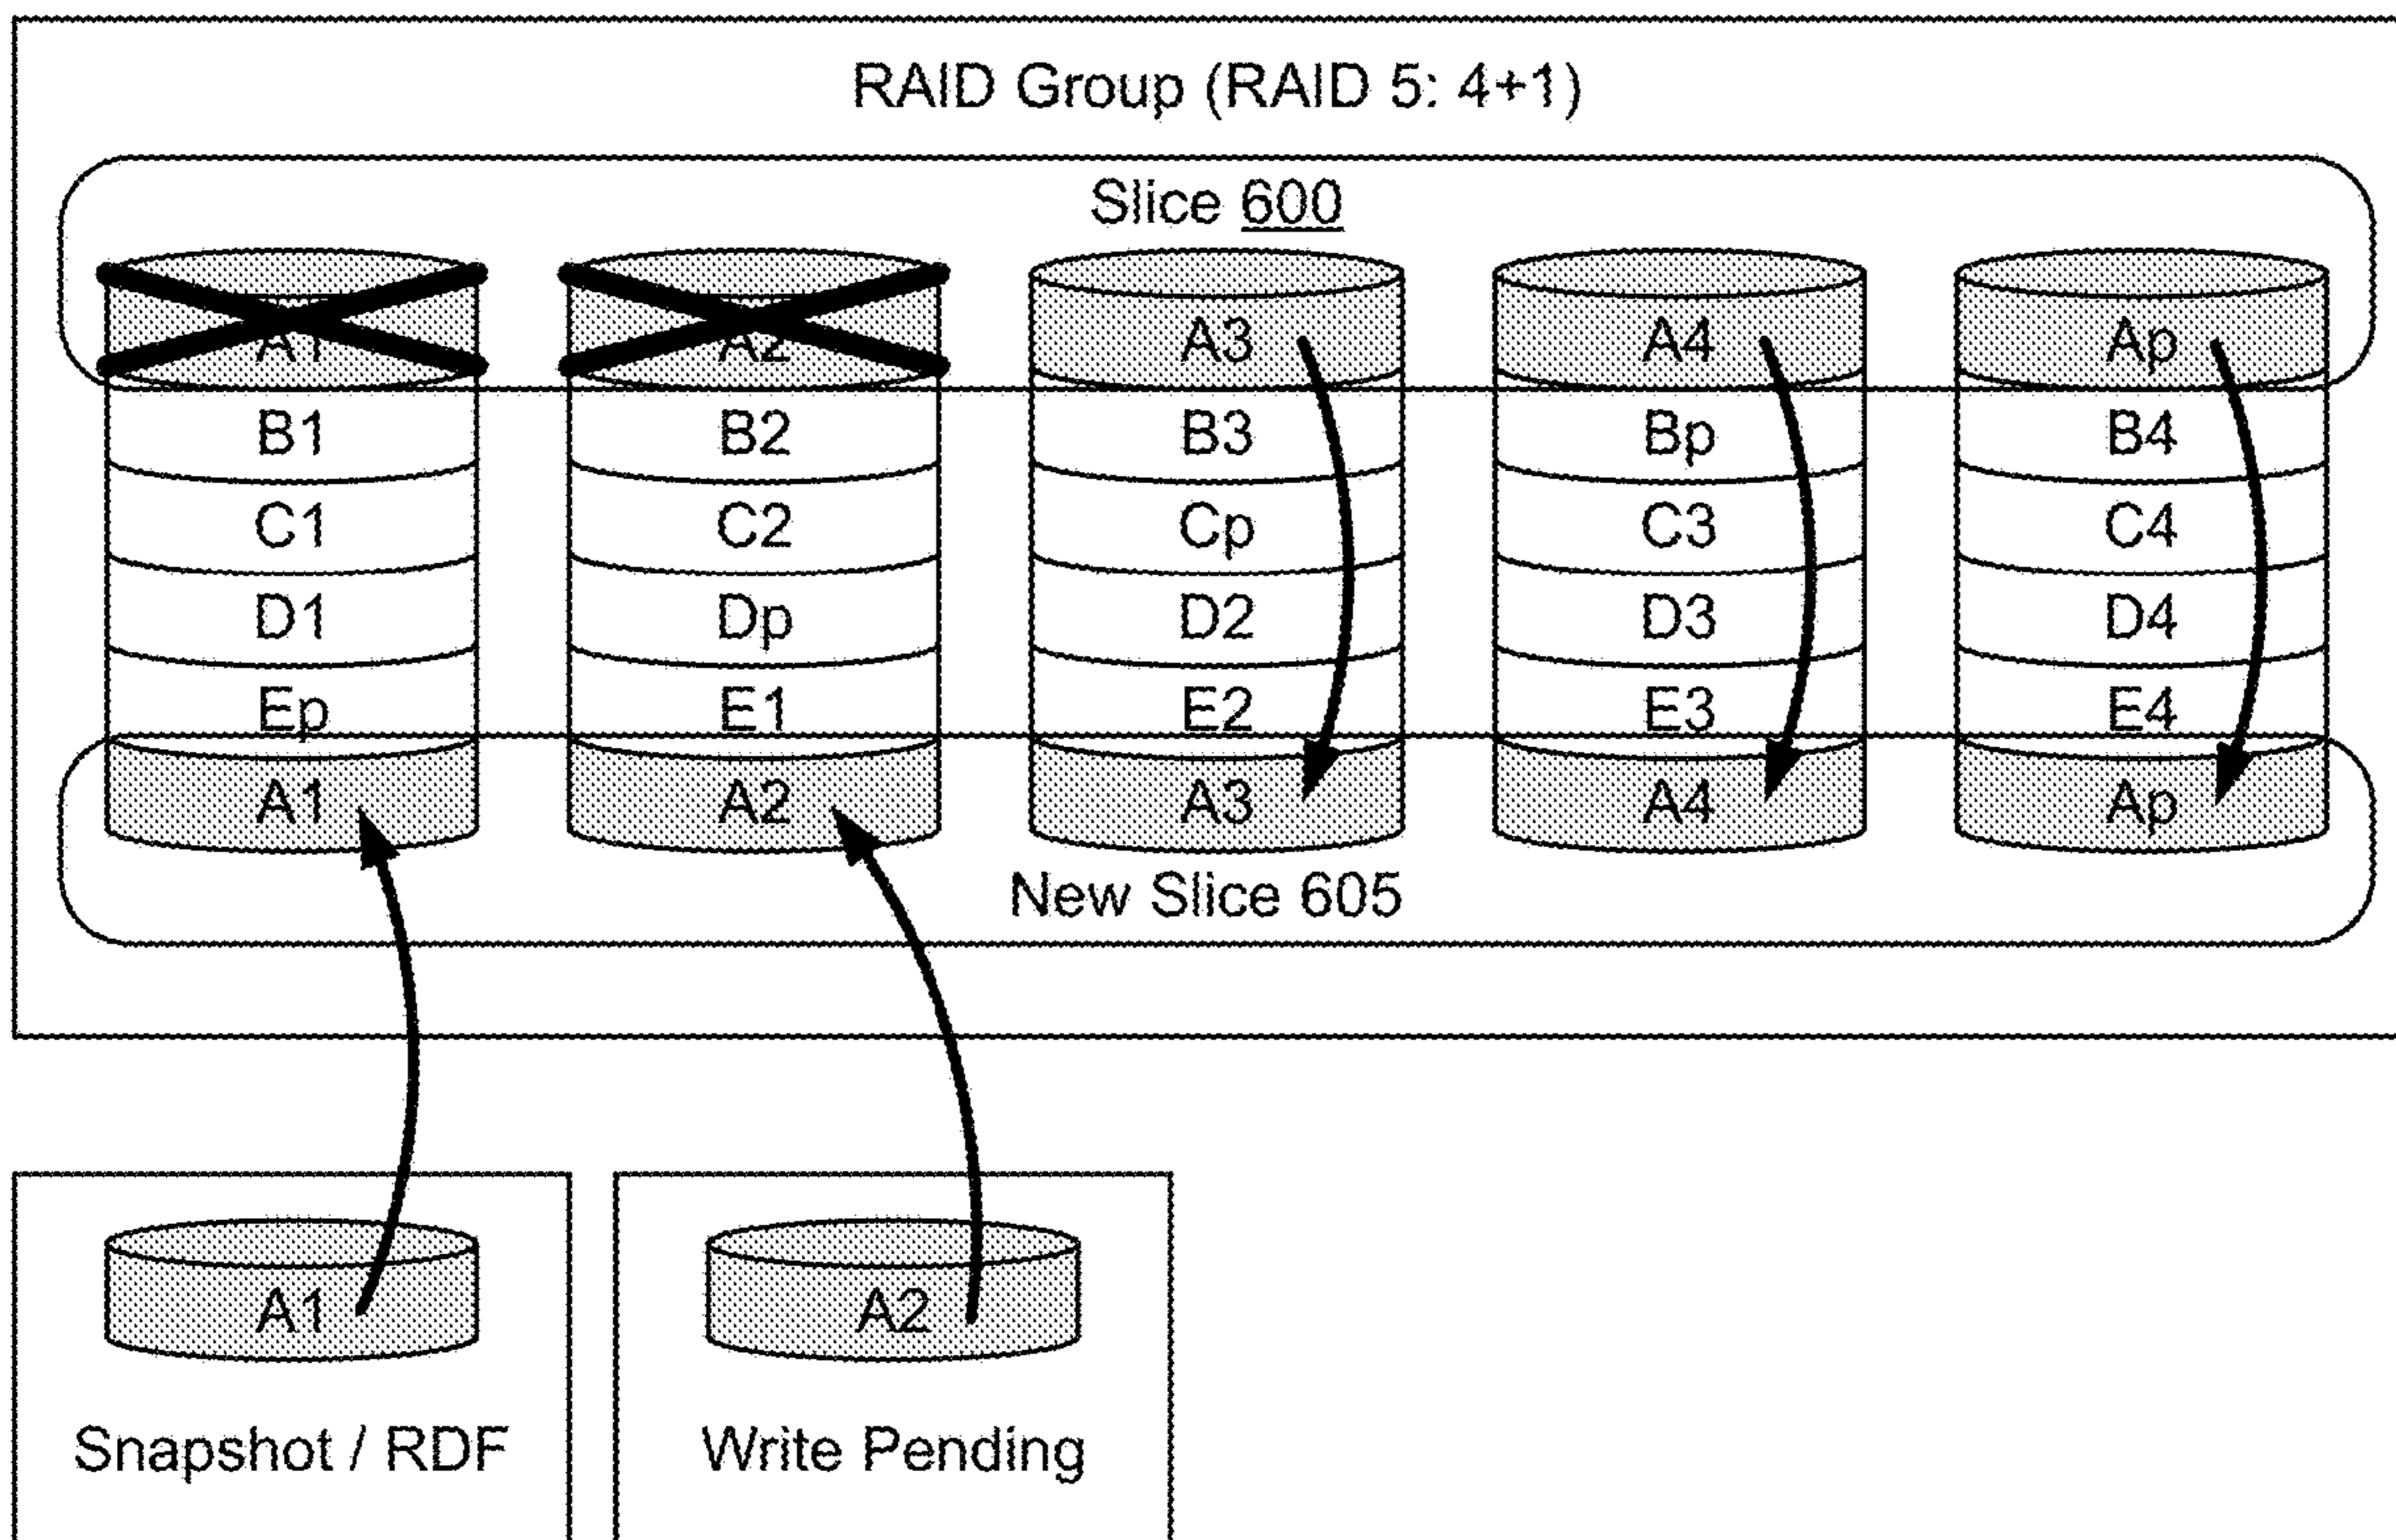 RAID Group (RAID 5: 4+1)
Slice 600
A1 A2 A3 A4 Ap
B1 B2 B3 Bp B4
C1 C2 Cp C3 C4
D1 Dp D2 D3 D4
Ep E1 E2 E3 E4
A1 A2 A3 A4 Ap
New Slice 605
A1 A2
Snapshot / RDF Write Pending